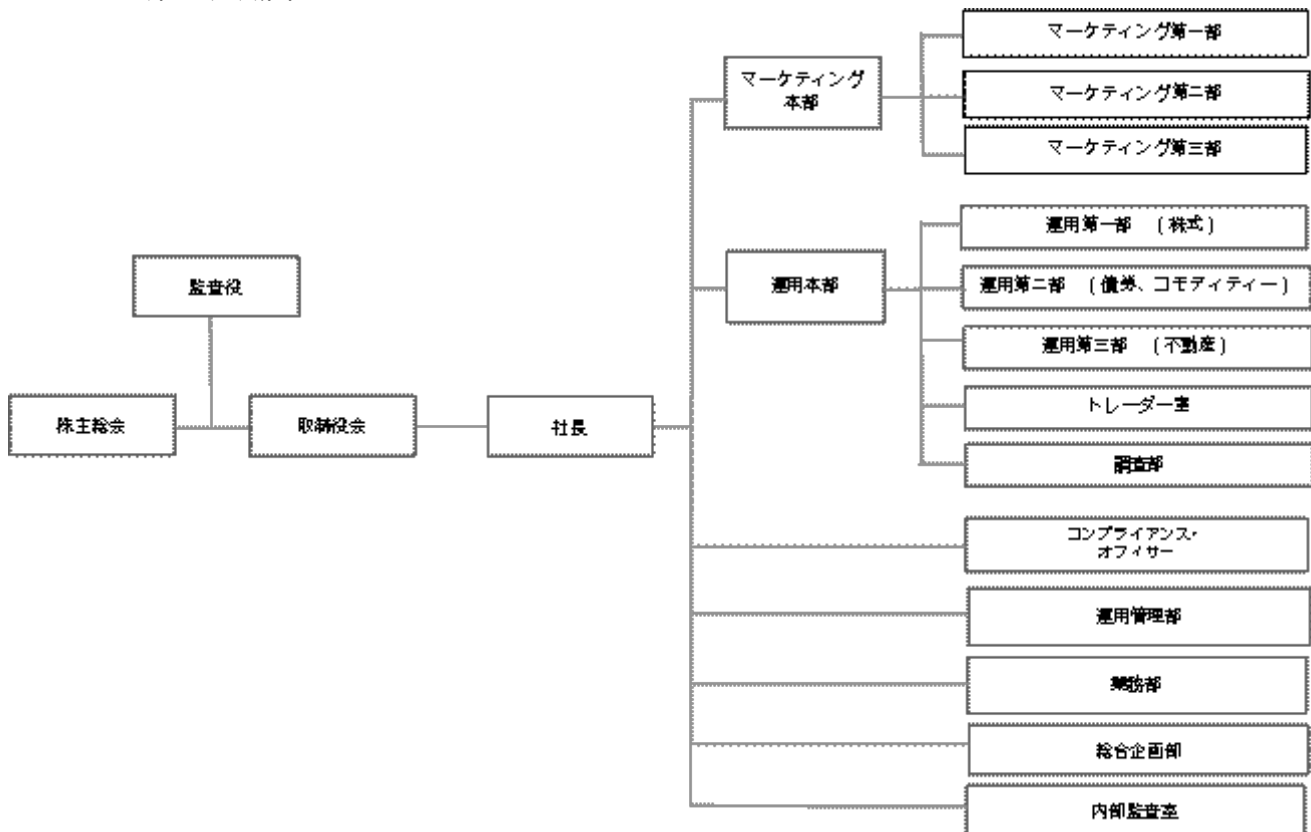 マーケティング第一部
マーケティング
本部
マーケティング第二部
マーケティング第三部
運用第一部 (株式)
運用本部
運用第二部 (債券、コモディティー)
運用第三部 (不動産)
トレーダー室
調査部
監査役
株主総会
取締役会
社長
コンプライアンス・
オフィサー
運用管理部
業務部
総合企画部
内部監査室